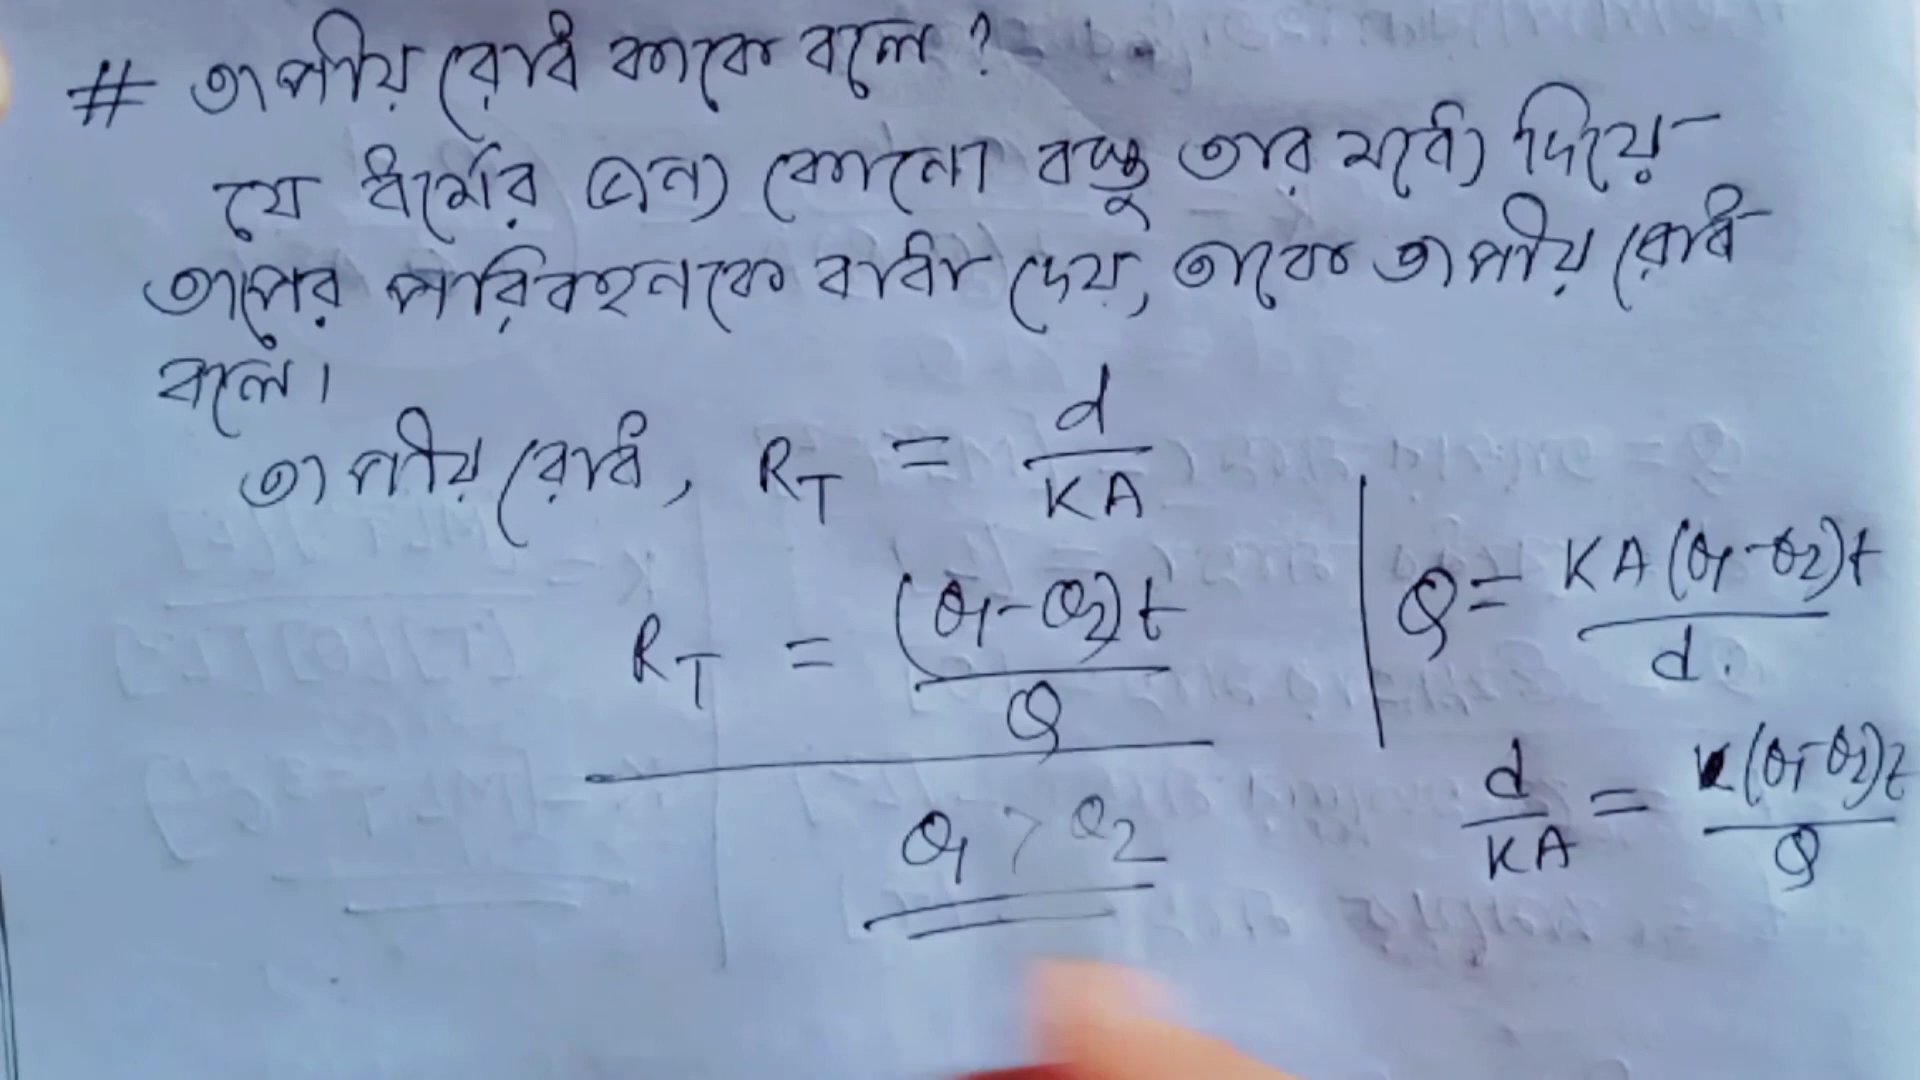 # তাপীয় রোধ কাকে বলে?
যে ধর্মের জন্য কোনো বস্তু তার মধ্যে দিয়ে
তাপের পরিবহনকে বাধা দেয়, তাকে তাপীয় রোধ
বলে।
তাপীয় রোধ, R_T = d/KA
R_T = (θ1-θ2)t/Q
Q = KA(θ1-θ2)t/d.
θ1 > θ2
d/KA = (θ1-θ2)t/Q